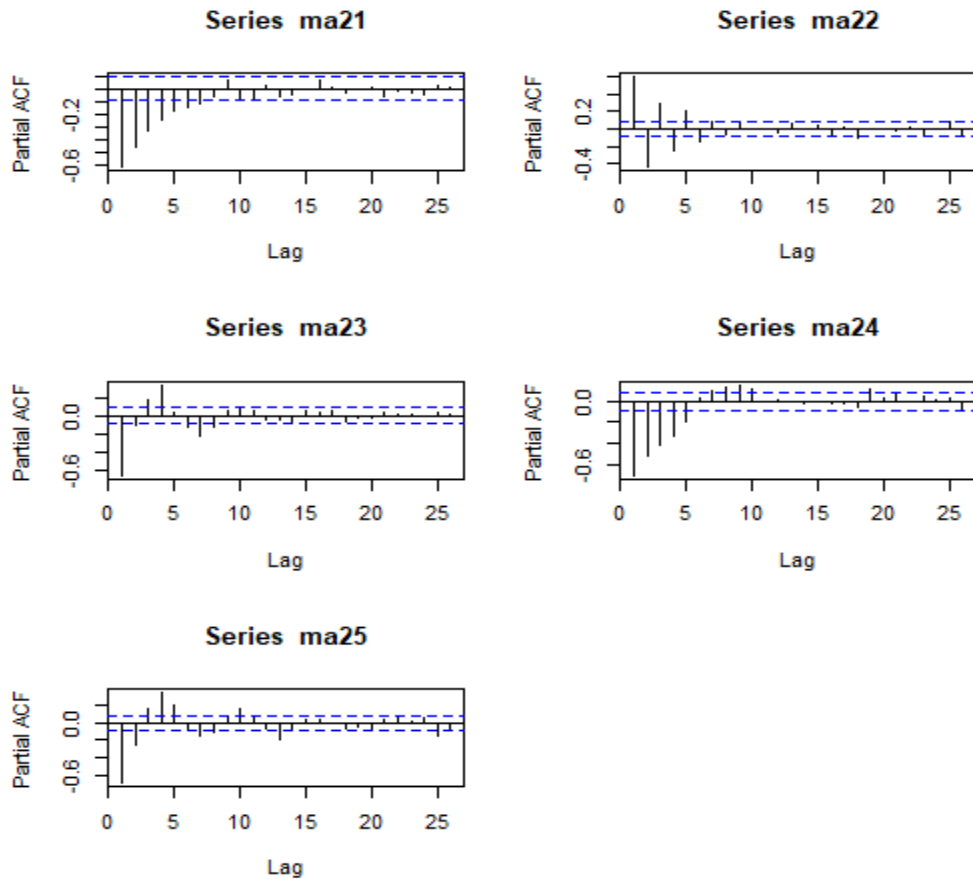 Series ma21
Partial ACF
-0.2
-0.6
0 5 10 15 20 25
Lag
Series ma22
Partial ACF
0.2
-0.4
0 5 10 15 20 25
Lag
Series ma23
Partial ACF
0.0
-0.6
0 5 10 15 20 25
Lag
Series ma24
Partial ACF
0.0
-0.6
0 5 10 15 20 25
Lag
Series ma25
Partial ACF
0.0
-0.6
0 5 10 15 20 25
Lag